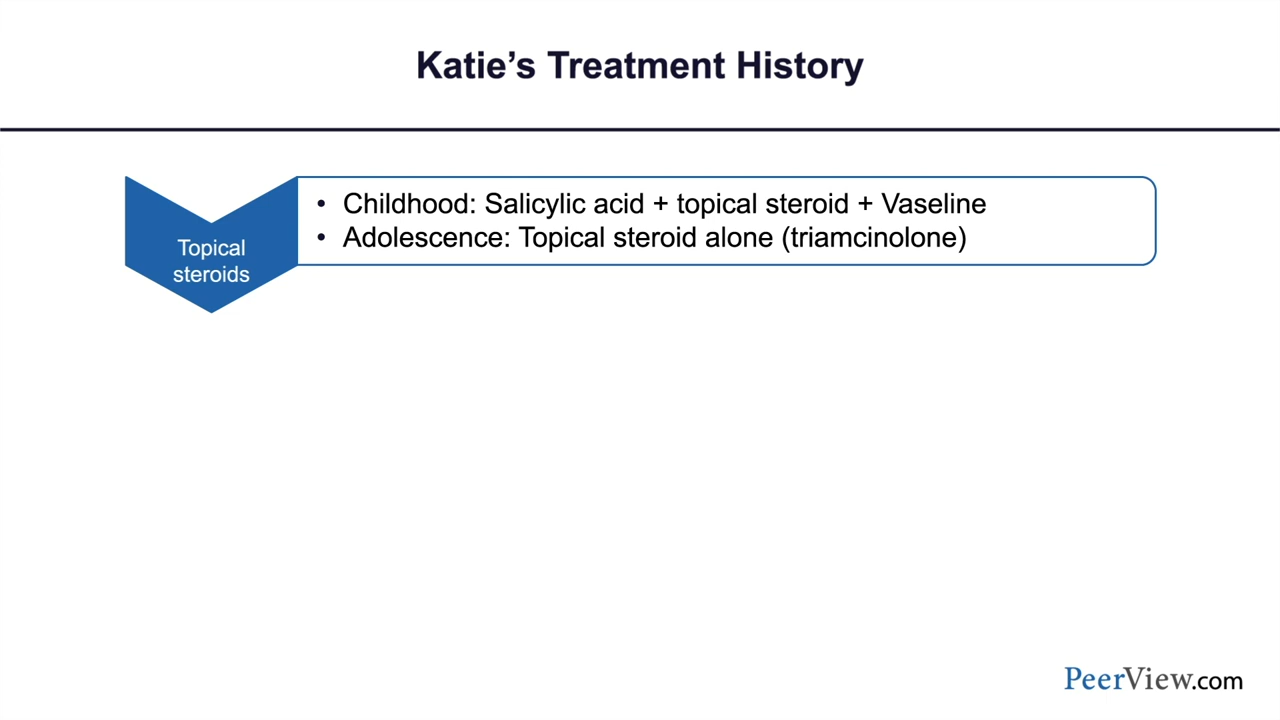 Katie’s Treatment History
Topical
steroids
• Childhood: Salicylic acid + topical steroid + Vaseline
• Adolescence: Topical steroid alone (triamcinolone)
PeerView.com